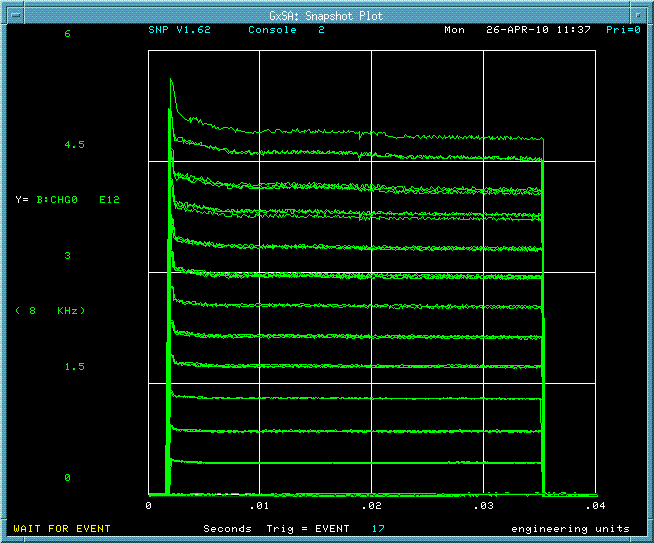 GxSA: Snapshot Plot
SNP V1.62 Console 2 Mon 26-APR-10 11:37 Pri=0
6
4.5
Y= B:CHG0 E12
3
( 8 KHz)
1.5
0
0 .01 .02 .03 .04
WAIT FOR EVENT Seconds Trig = EVENT 17 engineering units